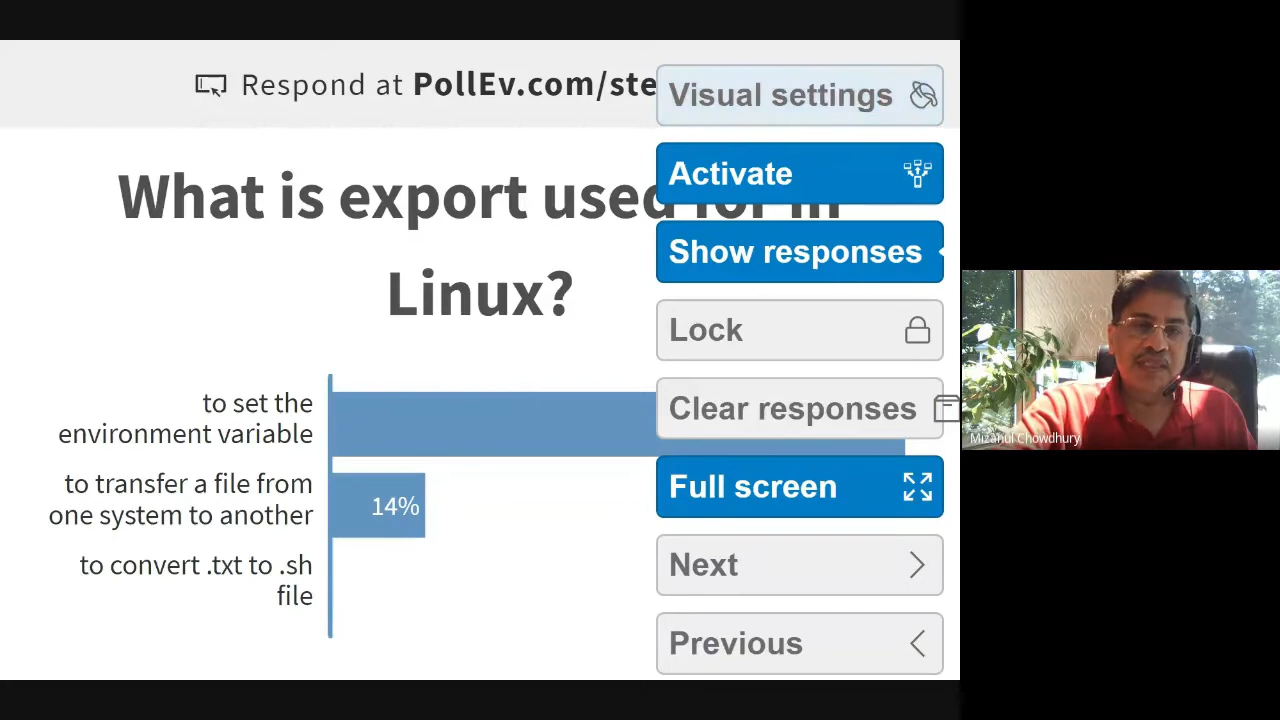 Respond at PollEv.com/ste
What is export used for in
Linux?
to set the
environment variable
to transfer a file from
one system to another
14%
to convert .txt to .sh
file
Visual settings
Activate
Show responses
Lock
Clear responses
Full screen
Next
Previous
Mizanul Chowdhury